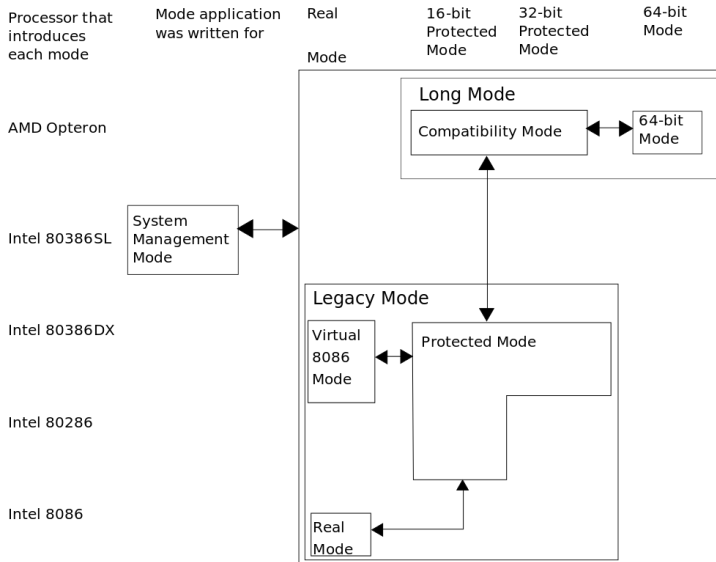 Processor that
introduces
each mode
Mode application
was written for
Real
Mode
16-bit
Protected
Mode
32-bit
Protected
Mode
64-bit
Mode
AMD Opteron
Long Mode
Compatibility Mode
64-bit
Mode
Intel 80386SL
System
Management
Mode
Legacy Mode
Intel 80386DX
Virtual
8086
Mode
Protected Mode
Intel 80286
Intel 8086
Real
Mode